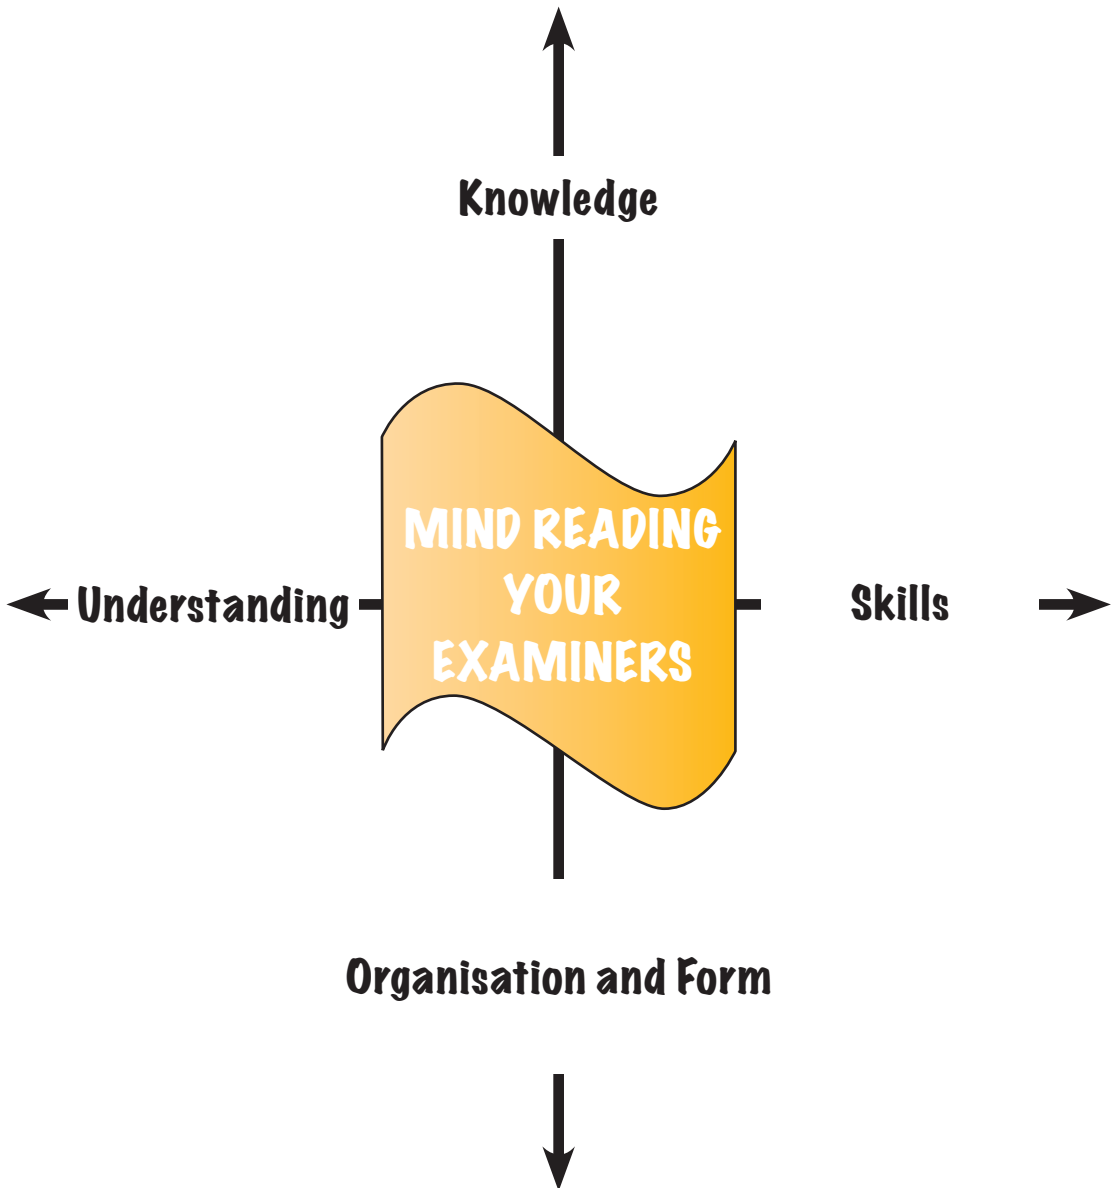 Knowledge
MIND READING
YOUR
EXAMINERS
Understanding
Skills
Organisation and Form